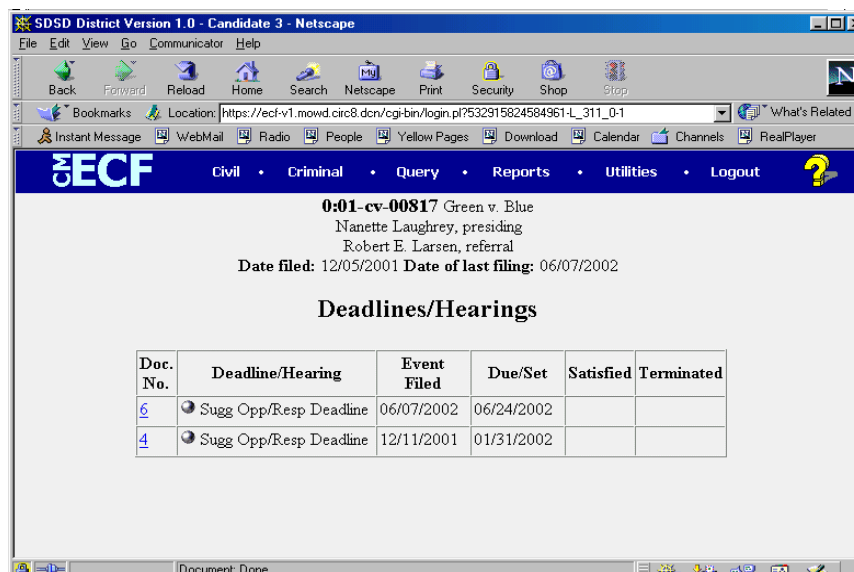 SDSD District Version 1.0 - Candidate 3 - Netscape
File Edit View Go Communicator Help
Back Forward Reload Home Search Netscape Print Security Shop Stop
Bookmarks Location: https://ecf-v1.mowd.circ8.dcn/cgi-bin/login.pl?532915824584961-L_311_0-1 What's Related
Instant Message WebMail Radio People Yellow Pages Download Calendar Channels RealPlayer
CM ECF Civil • Criminal • Query • Reports • Utilities • Logout ?
0:01-cv-00817 Green v. Blue
Nanette Laughrey, presiding
Robert E. Larsen, referral
Date filed: 12/05/2001 Date of last filing: 06/07/2002
Deadlines/Hearings
Doc. No. Deadline/Hearing Event Filed Due/Set Satisfied Terminated
6 Sugg Opp/Resp Deadline 06/07/2002 06/24/2002
4 Sugg Opp/Resp Deadline 12/11/2001 01/31/2002
Document: Done